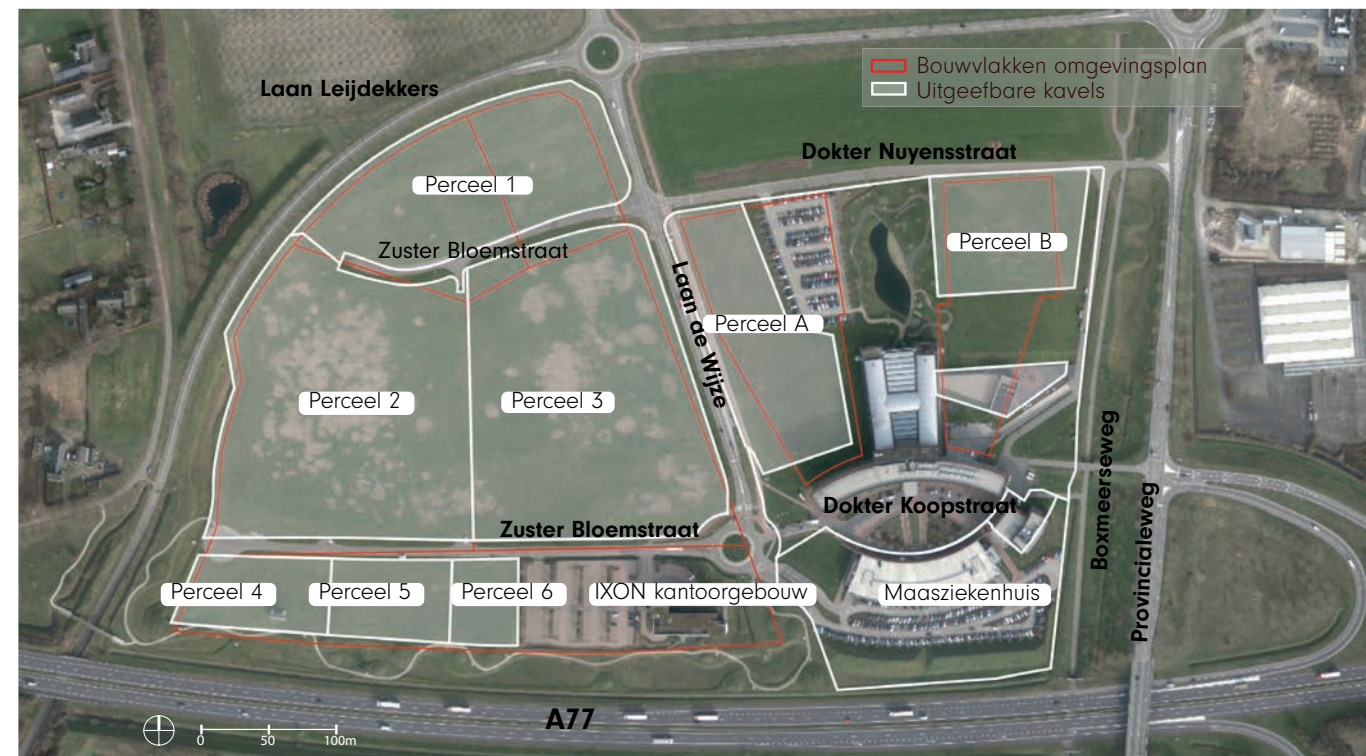 Laan Leijdekkers
Bouwvlakken omgevingsplan
Uitgeefbare kavels
Dokter Nuyensstraat
Perceel 1
Zuster Bloemstraat
Perceel B
Laan de Wijze
Perceel A
Perceel 2
Perceel 3
Boxmeerseweg
Provincialeweg
Dokter Koopstraat
Zuster Bloemstraat
Perceel 4
Perceel 5
Perceel 6
IXON kantoorgebouw
Maasziekenhuis
A77
0
50
100m